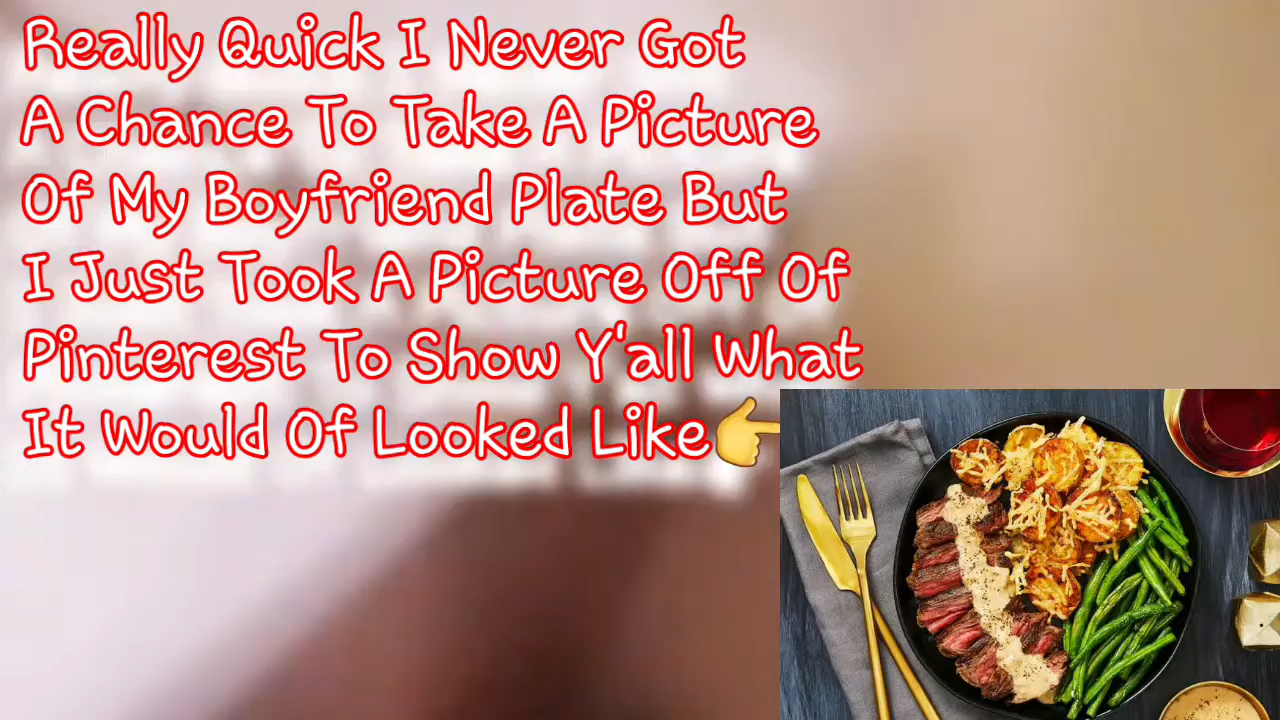 Really Quick I Never Got
A Chance To Take A Picture
Of My Boyfriend Plate But
I Just Took A Picture Off Of
Pinterest To Show Y'all What
It Would Of Looked Like👉